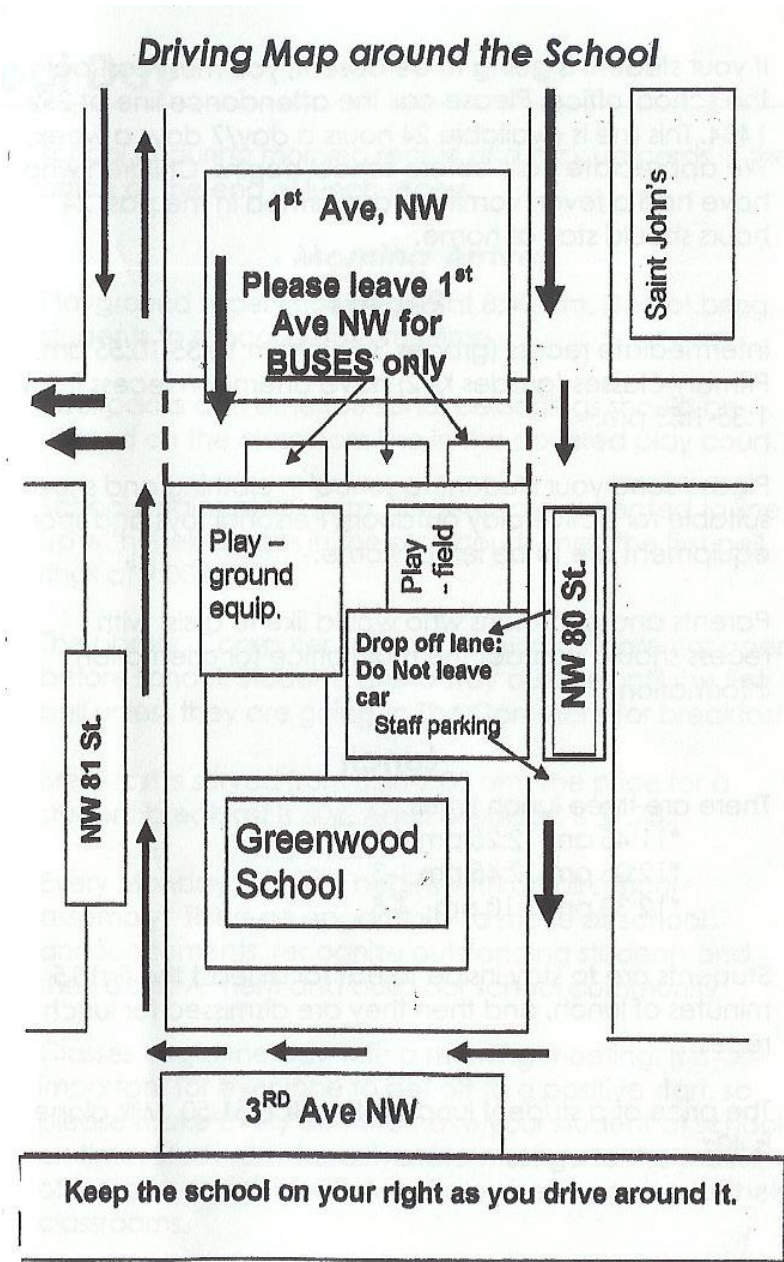 Driving Map around the School
Saint John's
1st Ave, NW
Please leave 1st
Ave NW for
BUSES only
Play –
ground
equip.
Play
- field
NW 80 St.
Drop off lane:
Do Not leave
car
Staff parking
NW 81 St.
Greenwood
School
3RD Ave NW
Keep the school on your right as you drive around it.